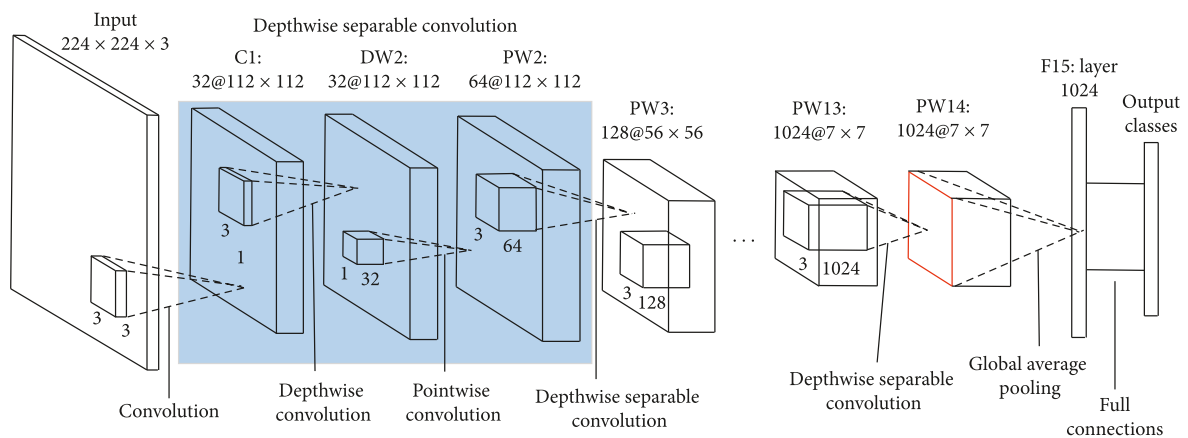 Input
224 × 224 × 3
Depthwise separable convolution
C1:
32@112 × 112
DW2:
32@112 × 112
PW2:
64@112 × 112
PW3:
128@56 × 56
PW13:
1024@7 × 7
PW14:
1024@7 × 7
F15: layer
1024
Output
classes
3
3
3
1
1
32
3
64
3
128
...
3
1024
Convolution
Depthwise
convolution
Pointwise
convolution
Depthwise separable
convolution
Depthwise separable
convolution
Global average
pooling
Full
connections